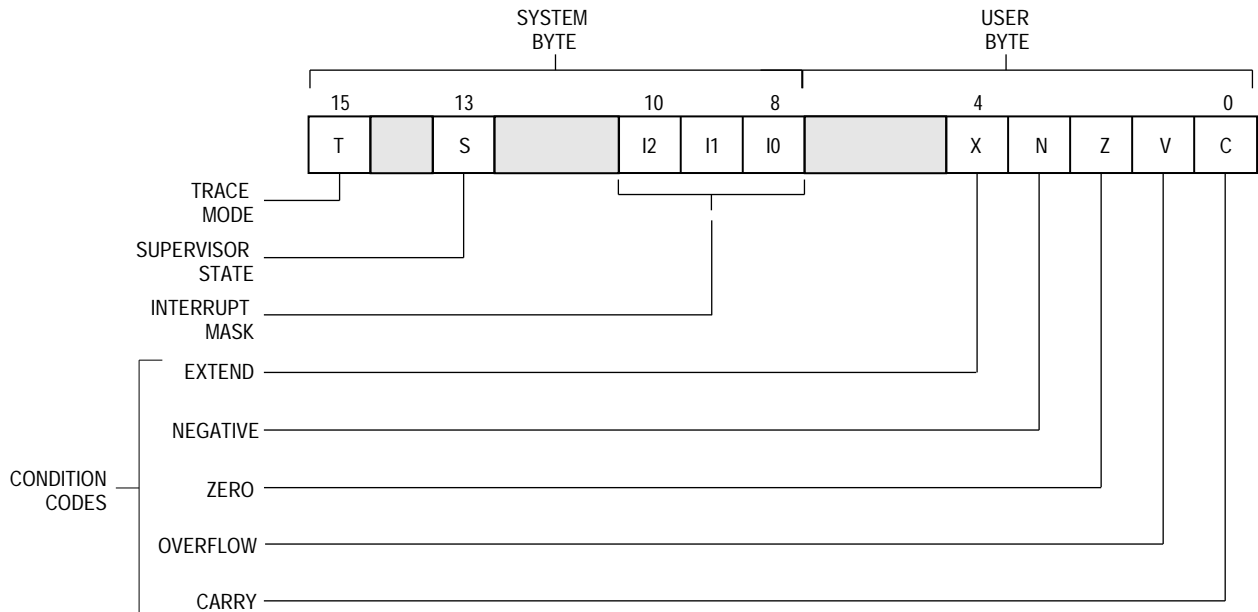 SYSTEM
BYTE
USER
BYTE
15 13 10 8 4 0
T S I2 I1 I0 X N Z V C
TRACE
MODE
SUPERVISOR
STATE
INTERRUPT
MASK
EXTEND
NEGATIVE
CONDITION
CODES
ZERO
OVERFLOW
CARRY